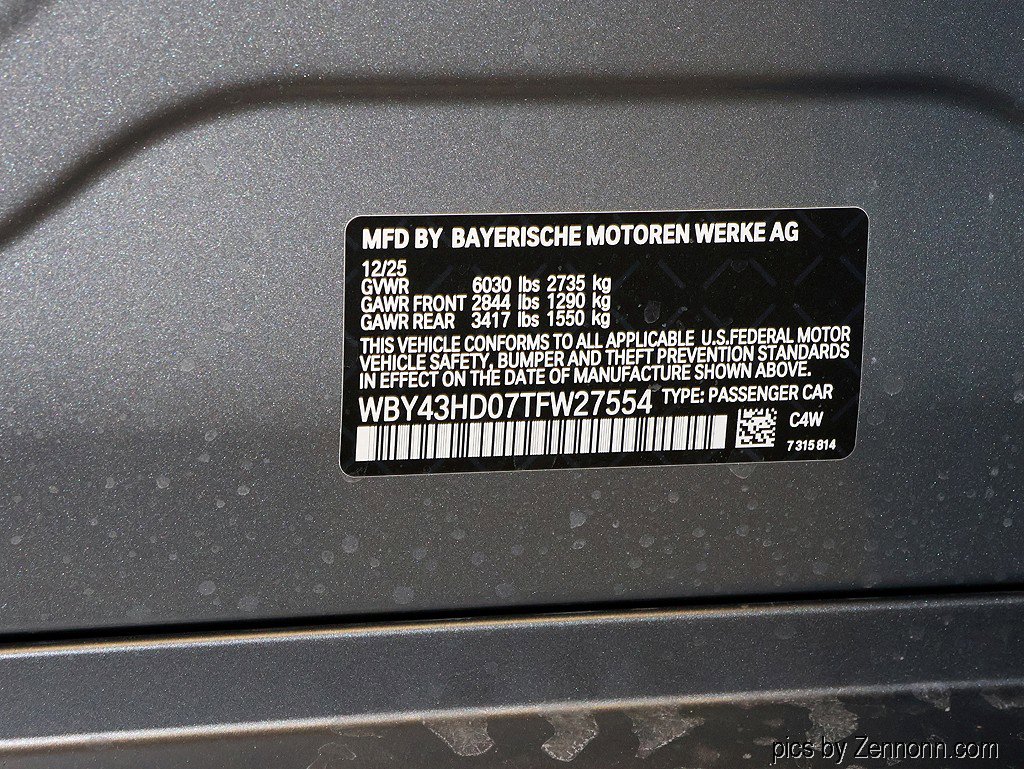 MFD BY BAYERISCHE MOTOREN WERKE AG
12/25
GVWR 6030 lbs 2735 kg
GAWR FRONT 2844 lbs 1290 kg
GAWR REAR 3417 lbs 1550 kg
THIS VEHICLE CONFORMS TO ALL APPLICABLE U.S.FEDERAL MOTOR
VEHICLE SAFETY, BUMPER AND THEFT PREVENTION STANDARDS
IN EFFECT ON THE DATE OF MANUFACTURE SHOWN ABOVE.
WBY43HD07TFW27554 TYPE: PASSENGER CAR
C4W
7315814
pics by Zennonn.com